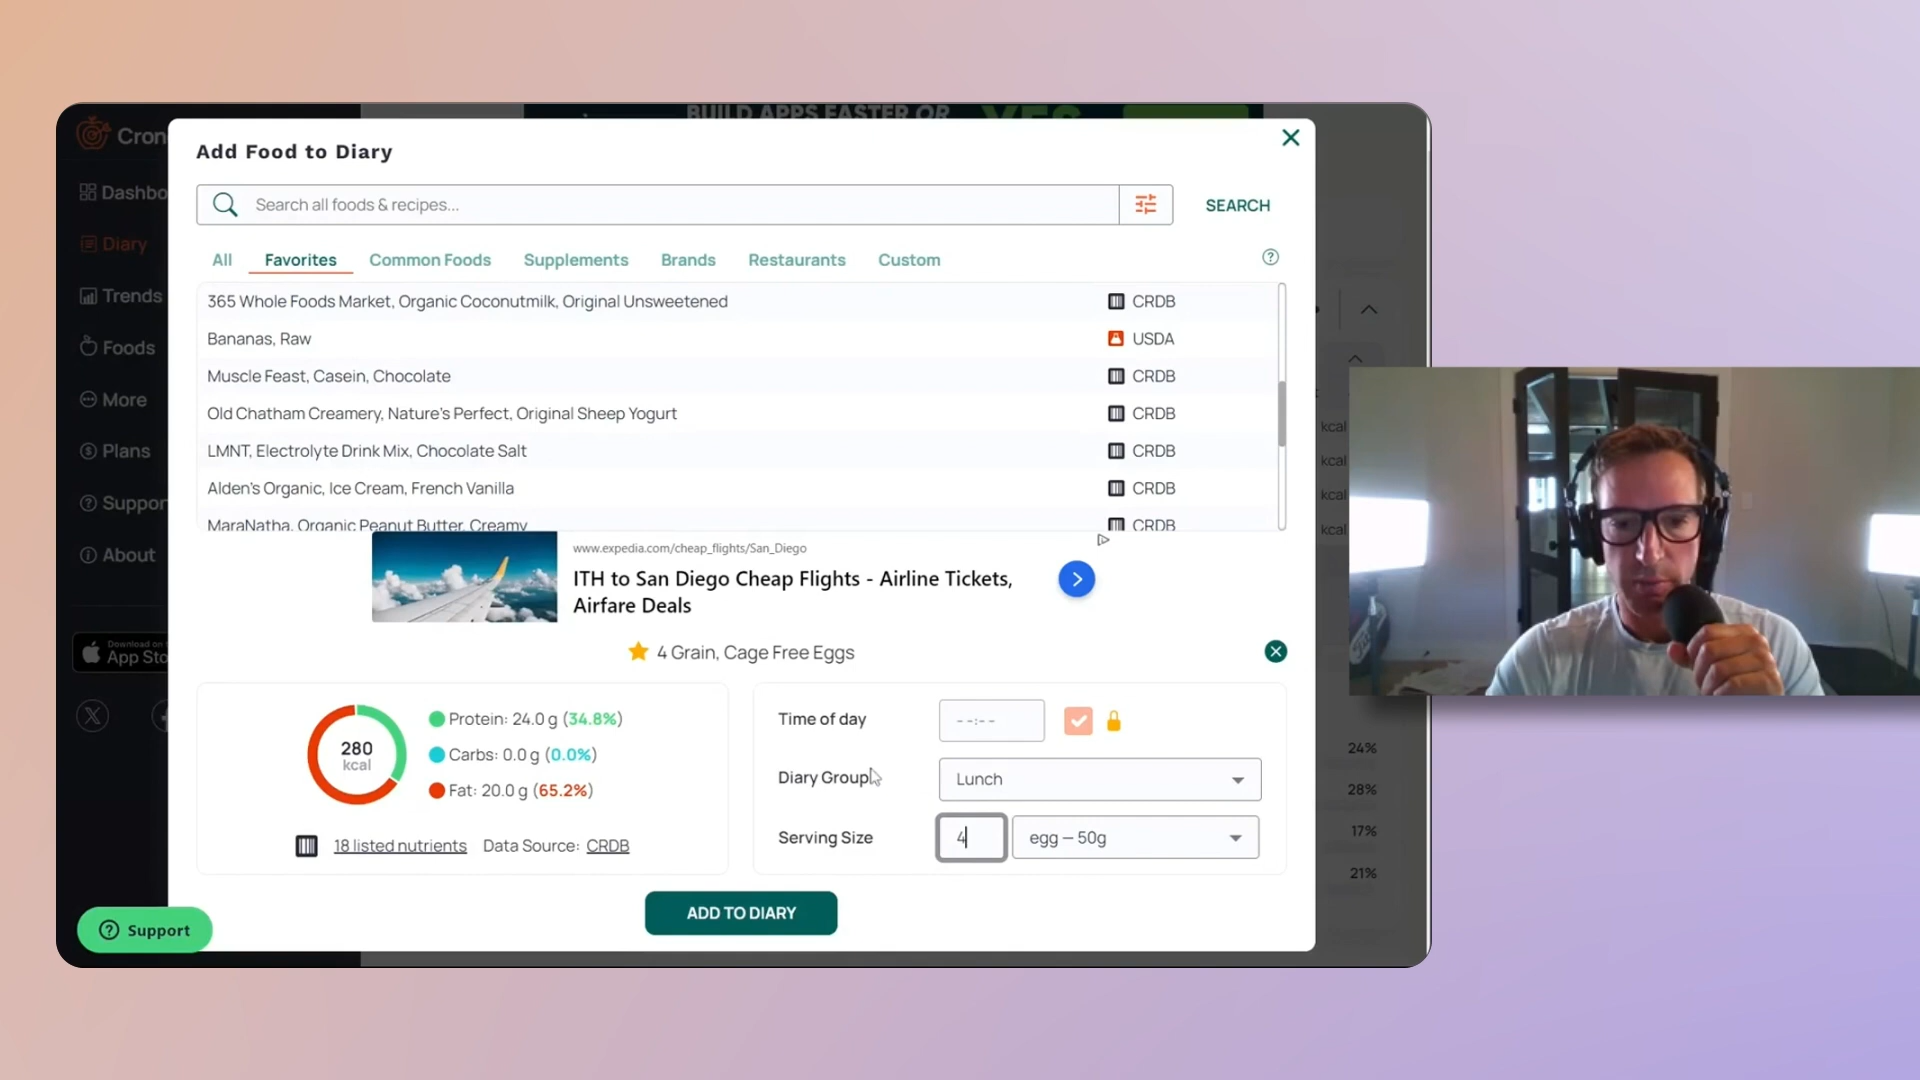 BUILD APPS FASTER OR
YES
Cron
Add Food to Diary
Search all foods & recipes...
SEARCH
Dashbo
Diary
Trends
Foods
More
Plans
Suppor
About
All Favorites Common Foods Supplements Brands Restaurants Custom
365 Whole Foods Market, Organic Coconutmilk, Original Unsweetened CRDB
Bananas, Raw USDA
Muscle Feast, Casein, Chocolate CRDB
Old Chatham Creamery, Nature's Perfect, Original Sheep Yogurt CRDB
LMNT, Electrolyte Drink Mix, Chocolate Salt CRDB
Alden's Organic, Ice Cream, French Vanilla CRDB
MaraNatha, Organic Peanut Butter, Creamy CRDB
kcal
kcal
kcal
kcal
www.expedia.com/cheap_flights/San_Diego
ITH to San Diego Cheap Flights - Airline Tickets,
Airfare Deals
4 Grain, Cage Free Eggs
Download on
App Sto
280
kcal
Protein: 24.0 g (34.8%)
Carbs: 0.0 g (0.0%)
Fat: 20.0 g (65.2%)
18 listed nutrients Data Source: CRDB
Time of day --:--
Diary Group Lunch
Serving Size 4 egg – 50g
24%
28%
17%
21%
ADD TO DIARY
Support